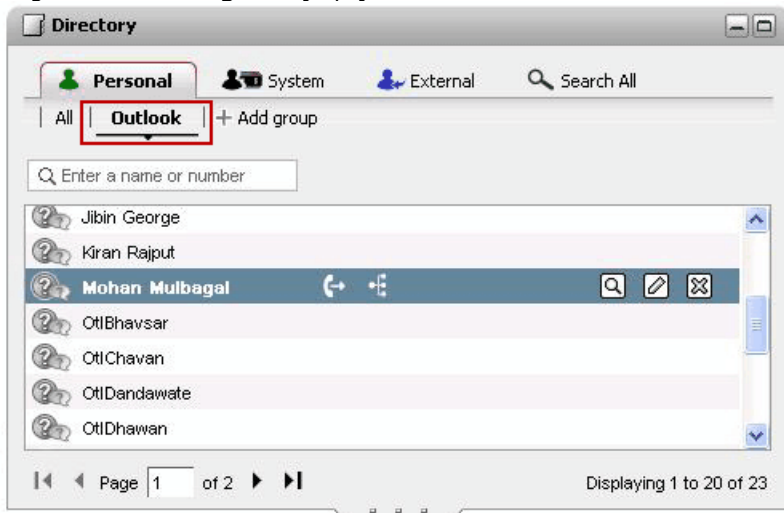 Directory
Personal System External Search All
All | Outlook | + Add group
Enter a name or number
Jibin George
Kiran Rajput
Mohan Mulbagal
OtlBhavsar
OtlChavan
OtlDandawate
OtlDhawan
Page 1 of 2 Displaying 1 to 20 of 23